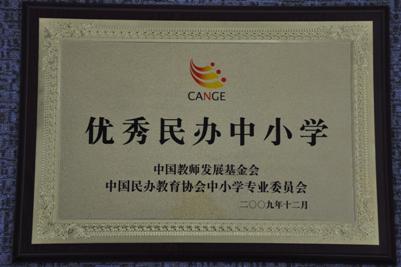 CANGE
优秀民办中小学
中国教师发展基金会
中国民办教育协会中小学专业委员会
二〇〇九年十二月